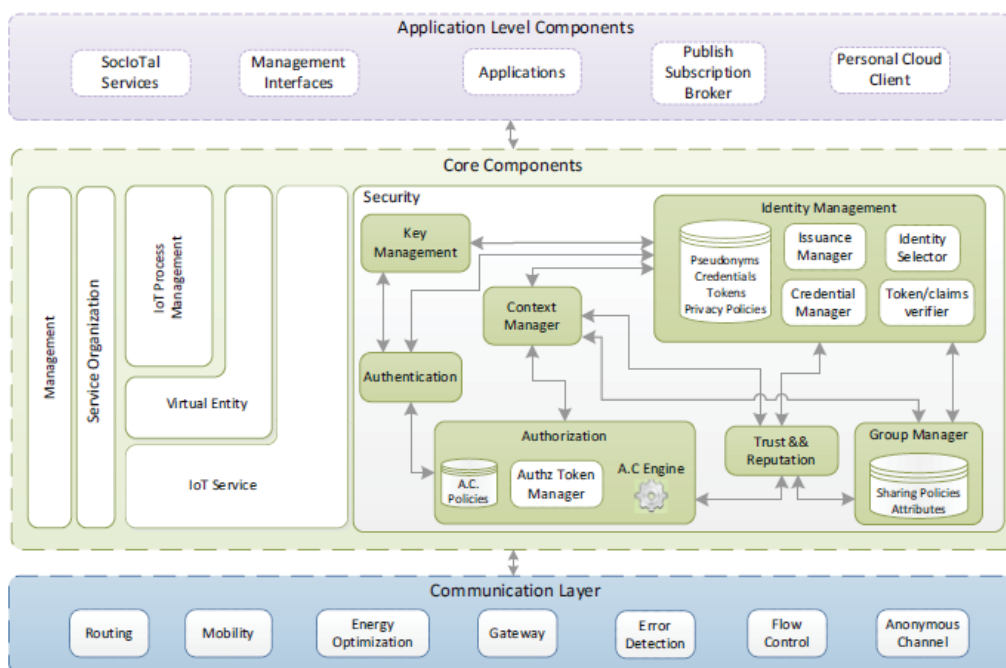 Application Level Components
SocIoTal
Services
Management
Interfaces
Applications
Publish
Subscription
Broker
Personal Cloud
Client
Core Components
Management
Service Organization
IoT Process
Management
Virtual Entity
IoT Service
Security
Key
Management
Authentication
Context
Manager
Identity Management
Pseudonyms
Credentials
Tokens
Privacy Policies
Issuance
Manager
Identity
Selector
Credential
Manager
Token/claims
verifier
Authorization
A.C.
Policies
Authz Token
Manager
A.C Engine
Trust &&
Reputation
Group Manager
Sharing Policies
Attributes
Communication Layer
Routing
Mobility
Energy
Optimization
Gateway
Error
Detection
Flow
Control
Anonymous
Channel